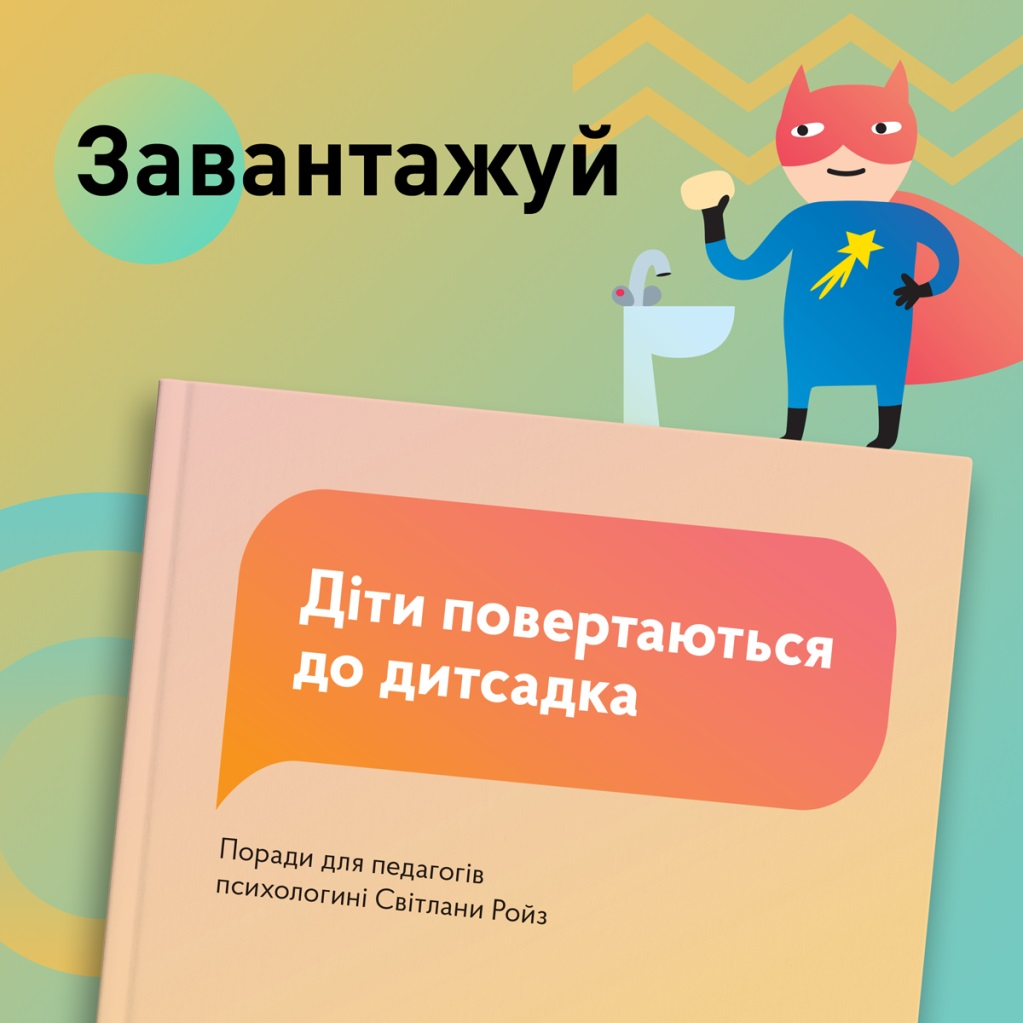 Завантажуй
Діти повертаються
до дитсадка
Поради для педагогів
психологині Світлани Ройз